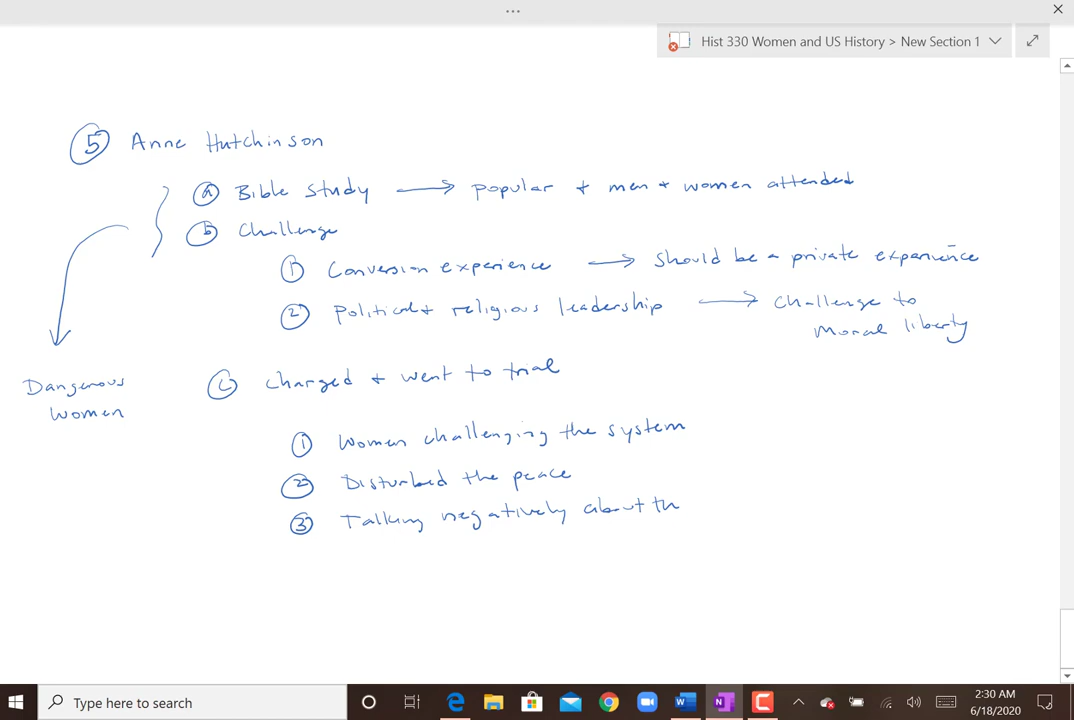 Hist 330 Women and US History > New Section 1
5 Anne Hutchinson
a Bible study → popular + men + women attended
b Challenge
1 Conversion experience → should be a private experience
2 Political + religious leadership → challenge to
moral liberty
Dangerous
women
c Charged + went to trial
1 Women challenging the system
2 Disturbed the peace
3 Talking negatively about th
Type here to search
2:30 AM
6/18/2020